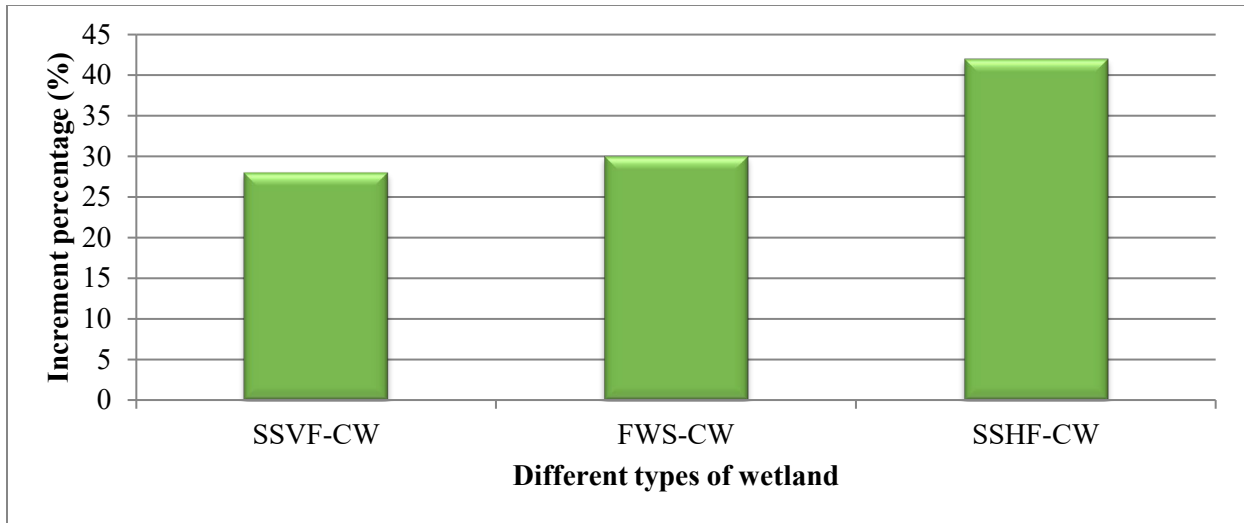 Increment percentage (%)
45
40
35
30
25
20
15
10
5
0
SSVF-CW
FWS-CW
SSHF-CW
Different types of wetland